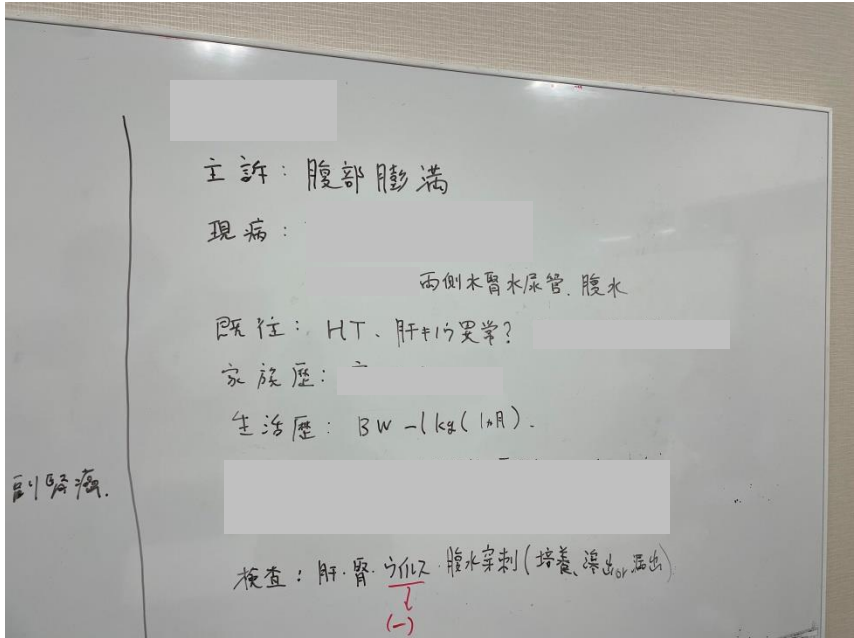 主訴：腹部膨満
現病：
両側水腎水尿管、腹水
既往：HT、肝キノウ異常？
家族歴：
生活歴：BW -1kg(1ヵ月).
副腎癌.
検査：肝・腎・ウイルス・腹水穿刺(培養、滲出or漏出)
(-)